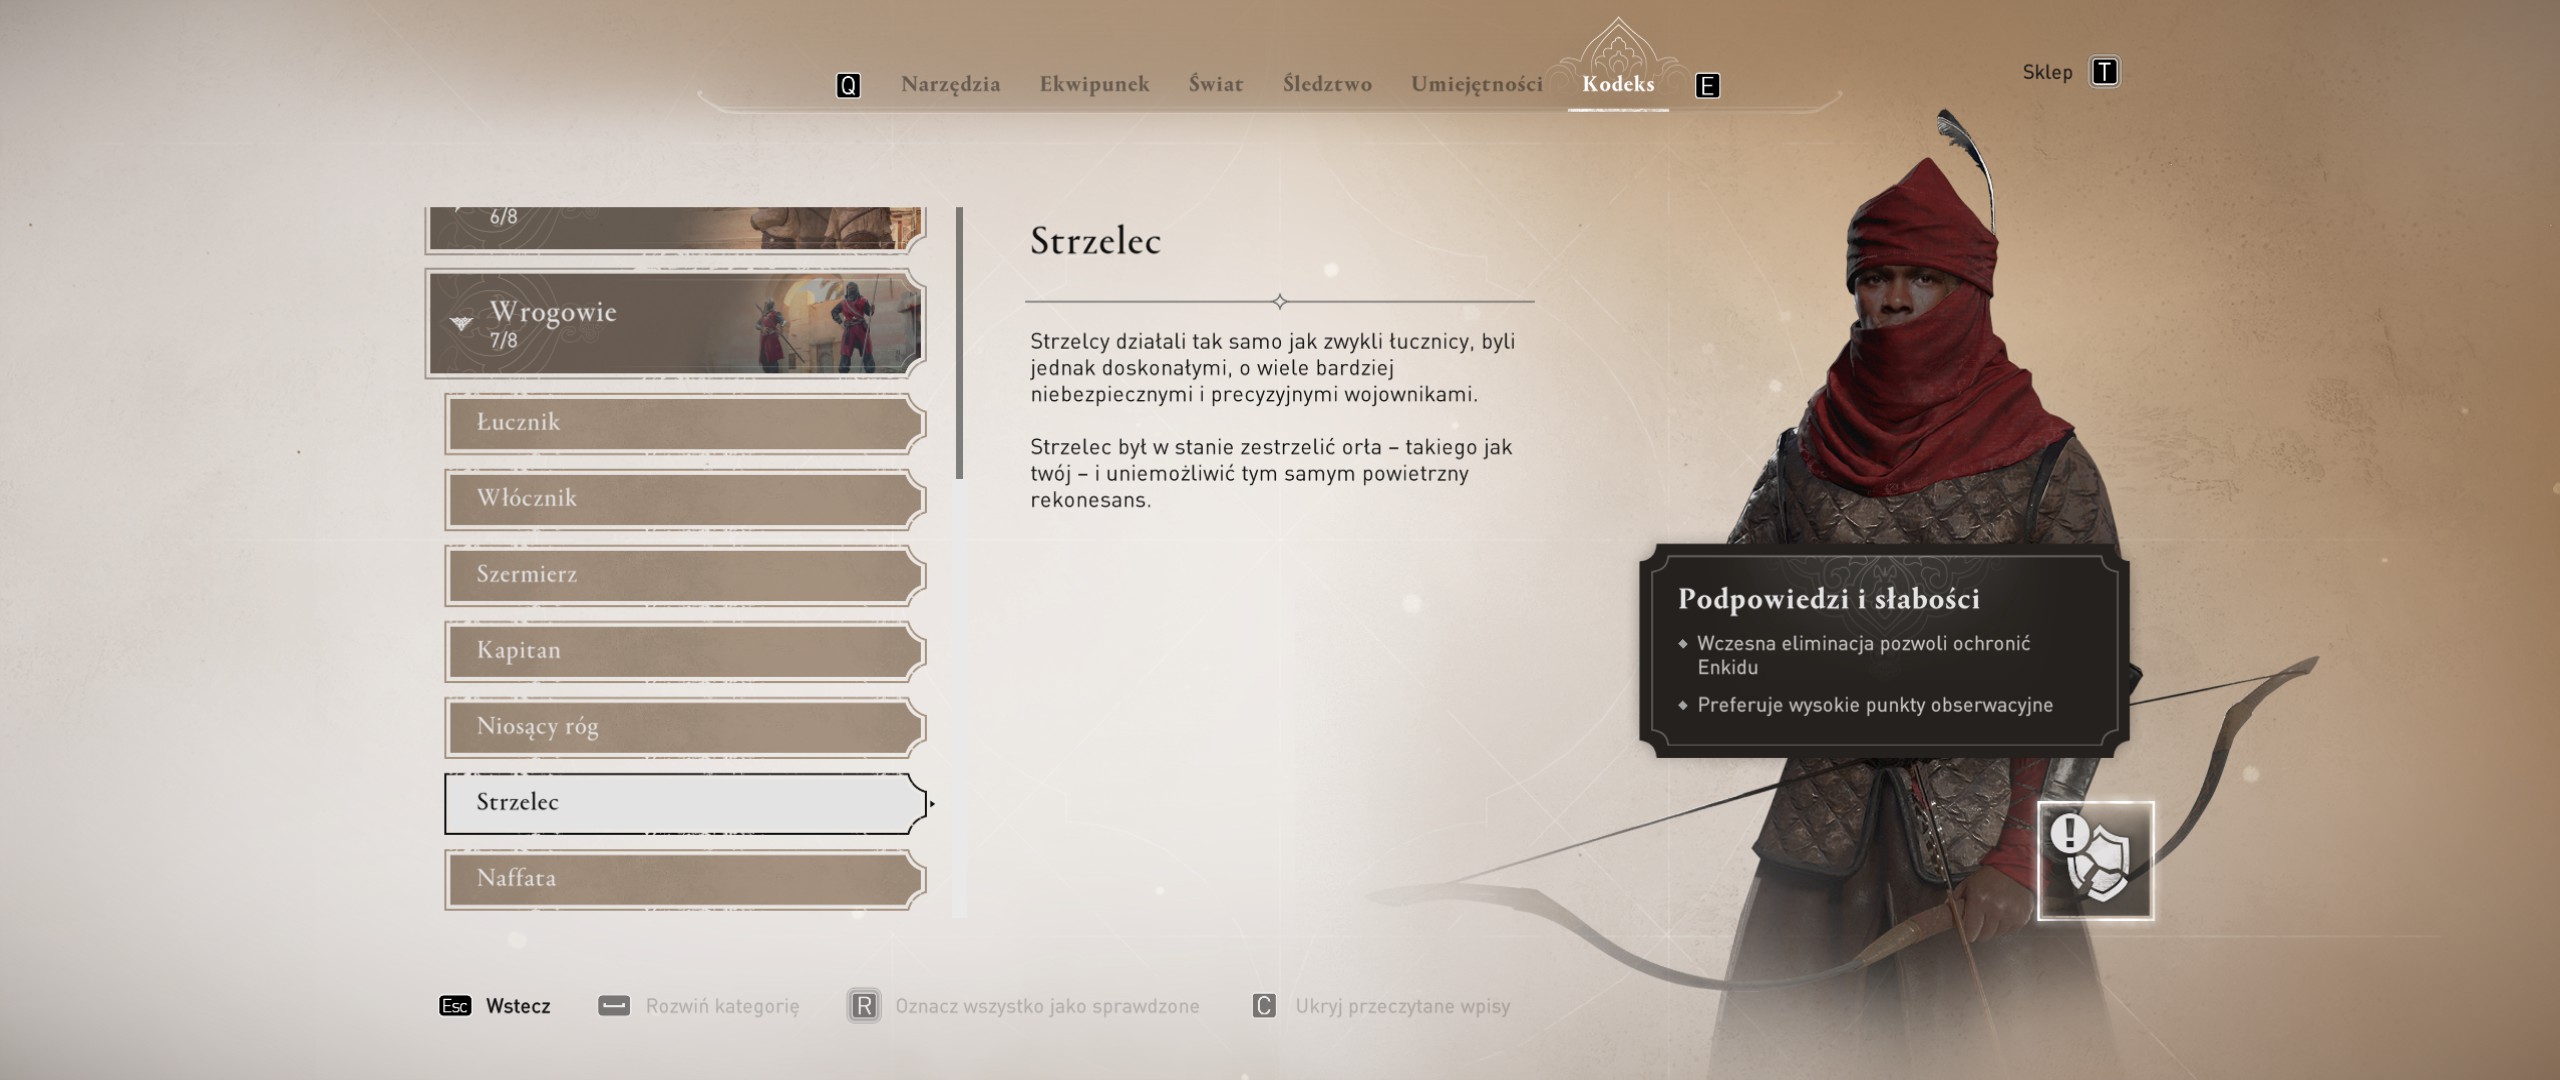 Q
Narzędzia
Ekwipunek
Świat
Śledztwo
Umiejętności
Kodeks
E
Sklep
T
6/8
Wrogowie
7/8
Łucznik
Włócznik
Szermierz
Kapitan
Niosący róg
Strzelec
Naffata
Strzelec
Strzelcy działali tak samo jak zwykli łucznicy, byli
jednak doskonałymi, o wiele bardziej
niebezpiecznymi i precyzyjnymi wojownikami.
Strzelec był w stanie zestrzelić orła – takiego jak
twój – i uniemożliwić tym samym powietrzny
rekonesans.
Podpowiedzi i słabości
Wczesna eliminacja pozwoli ochronić
Enkidu
Preferuje wysokie punkty obserwacyjne
Esc Wstecz
Rozwiń kategorię
R Oznacz wszystko jako sprawdzone
C Ukryj przeczytane wpisy